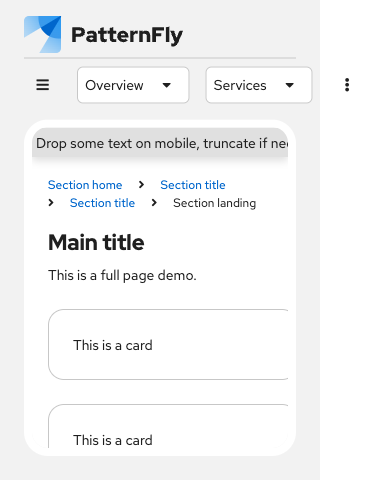 PatternFly
Overview Services
Drop some text on mobile, truncate if nee
Section home Section title
Section title Section landing
Main title
This is a full page demo.
This is a card
This is a card